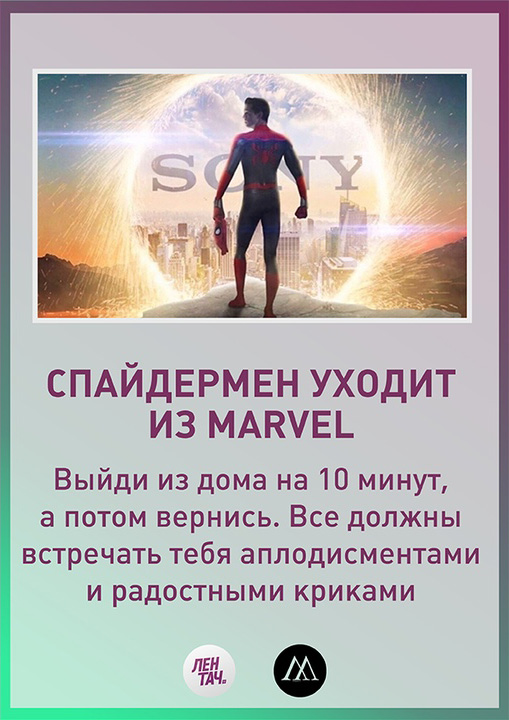 SONY
СПАЙДЕРМЕН УХОДИТ
ИЗ MARVEL
Выйди из дома на 10 минут,
а потом вернись. Все должны
встречать тебя аплодисментами
и радостными криками
ЛЕН
ТАЧ.